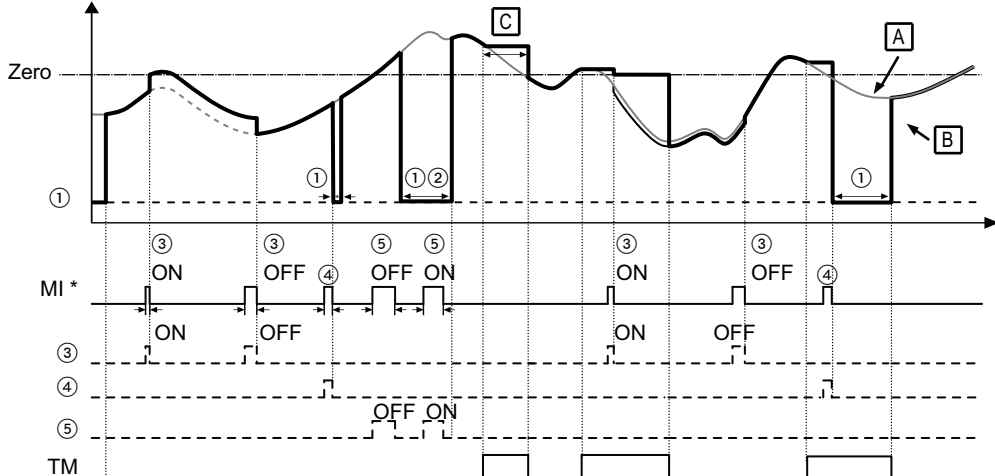 C
Zero
A
B
① ① ② ①
①
③ ③ ⑤ ⑤ ③ ③
ON OFF ④ OFF ON ON OFF ④
MI *
ON OFF ON OFF
③
④
OFF ON
⑤
TM